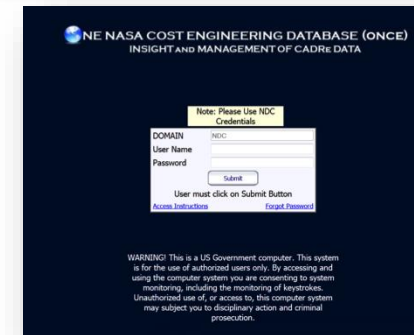 ONE NASA COST ENGINEERING DATABASE (ONCE)
INSIGHT AND MANAGEMENT OF CADRe DATA
Note: Please Use NDC
Credentials
DOMAIN NDC
User Name
Password
Submit
User must click on Submit Button
Access Instructions Forgot Password
WARNING! This is a US Government computer. This system
is for the use of authorized users only. By accessing and
using the computer system you are consenting to system
monitoring, including the monitoring of keystrokes.
Unauthorized use of, or access to, this computer system
may subject you to disciplinary action and criminal
prosecution.